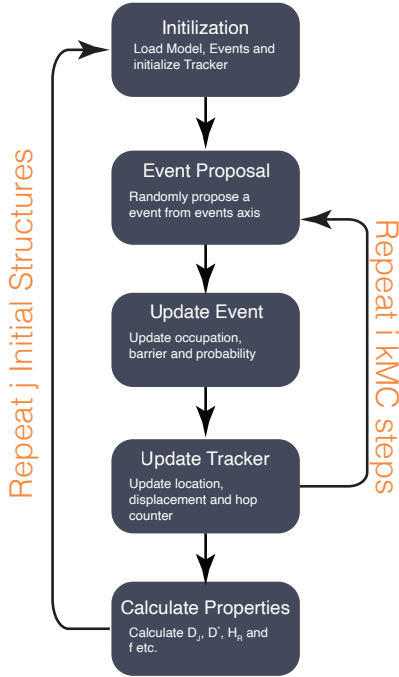 Initilization
Load Model, Events and
initialize Tracker
Event Proposal
Randomly propose a
event from events axis
Update Event
Update occupation,
barrier and probability
Update Tracker
Update location,
displacement and hop
counter
Calculate Properties
Calculate D_J, D^*, H_R and
f etc.
Repeat j Initial Structures
Repeat i kMC steps